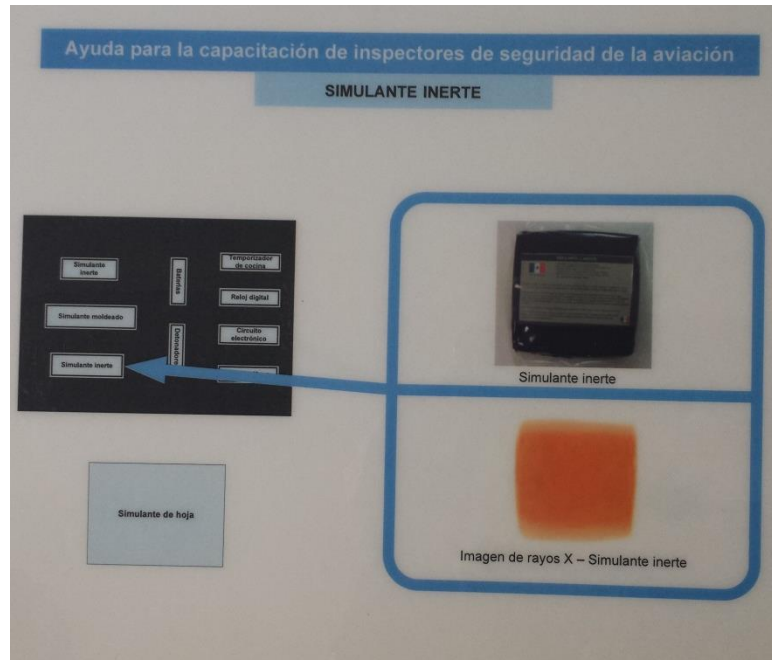 Ayuda para la capacitación de inspectores de seguridad de la aviación
SIMULANTE INERTE
Simulante
inerte
Simulante moldeado
Simulante inerte
Baterías
Detonadores
Temporizador
de cocina
Reloj digital
Circuito
electrónico
Simulante de hoja
Simulante inerte
Imagen de rayos X – Simulante inerte